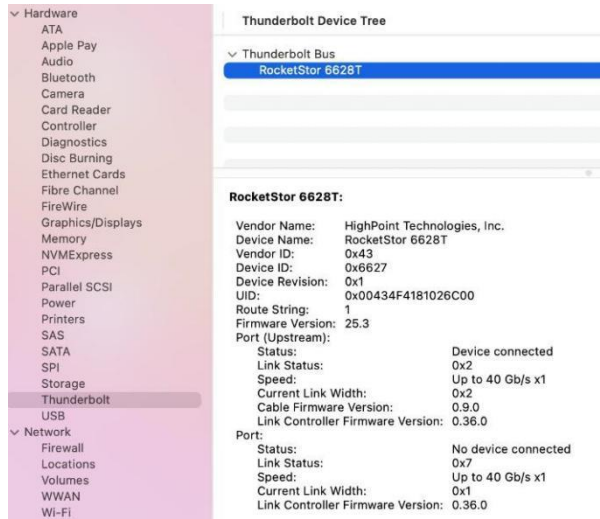 Hardware
ATA
Apple Pay
Audio
Bluetooth
Camera
Card Reader
Controller
Diagnostics
Disc Burning
Ethernet Cards
Fibre Channel
FireWire
Graphics/Displays
Memory
NVMExpress
PCI
Parallel SCSI
Power
Printers
SAS
SATA
SPI
Storage
Thunderbolt
USB
Network
Firewall
Locations
Volumes
WWAN
Wi-Fi
Thunderbolt Device Tree
Thunderbolt Bus
RocketStor 6628T
RocketStor 6628T:
Vendor Name: HighPoint Technologies, Inc.
Device Name: RocketStor 6628T
Vendor ID: 0x43
Device ID: 0x6627
Device Revision: 0x1
UID: 0x00434F4181026C00
Route String: 1
Firmware Version: 25.3
Port (Upstream):
Status: Device connected
Link Status: 0x2
Speed: Up to 40 Gb/s x1
Current Link Width: 0x2
Cable Firmware Version: 0.9.0
Link Controller Firmware Version: 0.36.0
Port:
Status: No device connected
Link Status: 0x7
Speed: Up to 40 Gb/s x1
Current Link Width: 0x1
Link Controller Firmware Version: 0.36.0